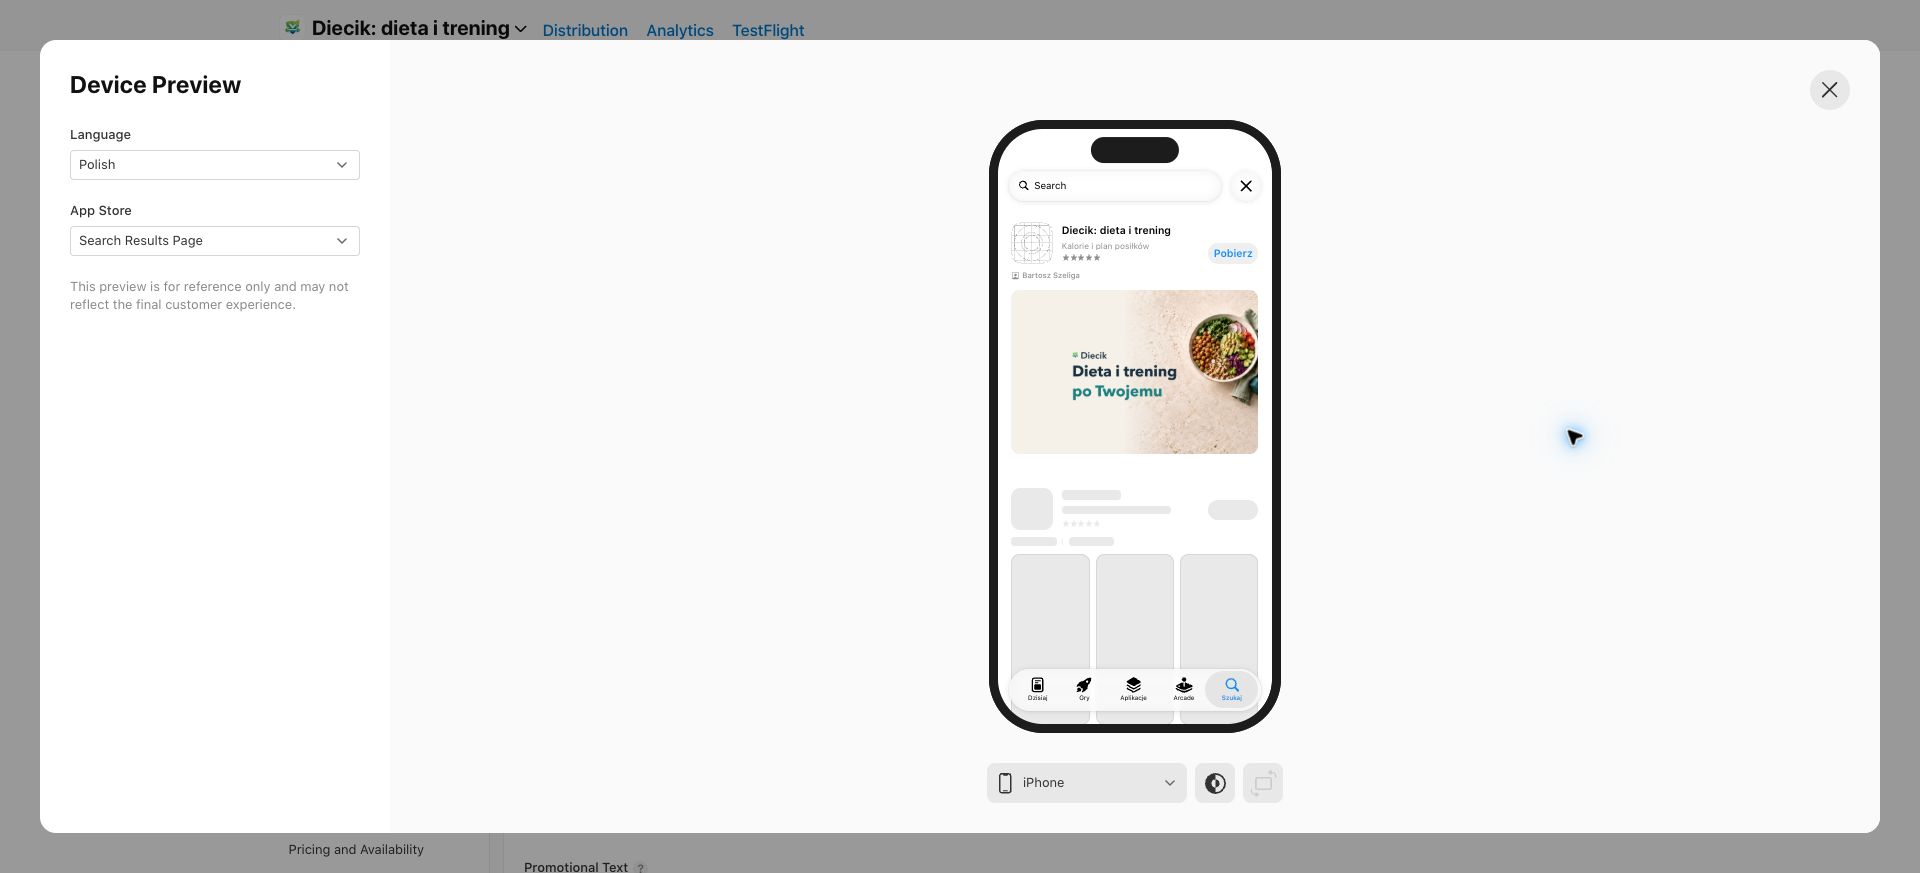 Diecik: dieta i trening
Distribution
Analytics
TestFlight
Device Preview
Language
Polish
App Store
Search Results Page
This preview is for reference only and may not
reflect the final customer experience.
Search
Diecik: dieta i trening
Kalorie i plan posiłków
★★★★★
Pobierz
Bartosz Szeliga
Diecik
Dieta i trening
po Twojemu
Dzisiaj
Gry
Aplikacje
Arcade
Szukaj
iPhone
Pricing and Availability
Promotional Text ?